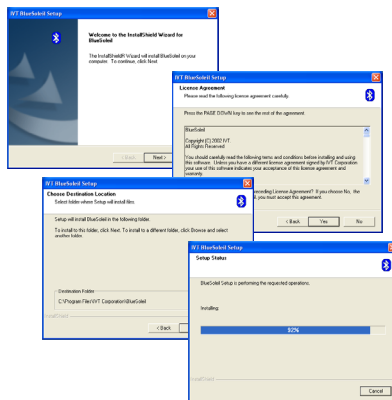 IVT BlueSoleil Setup
Welcome to the InstallShield Wizard for
BlueSoleil
The InstallShield® Wizard will install BlueSoleil on your
computer. To continue, click Next.
< Back
Next >
IVT BlueSoleil Setup
License Agreement
Please read the following license agreement carefully.
Press the PAGE DOWN key to see the rest of the agreement.
BlueSoleil
Copyright (C) 2002 IVT.
All Rights Reserved.
You should carefully read the following terms and conditions before installing and using
this software. Unless you have a different license agreement signed by IVT Corporation
your use of this software indicates your acceptance of this license agreement and
warranty.
preceding License Agreement? If you choose No, the
you must accept this agreement.
< Back
Yes
No
IVT BlueSoleil Setup
Choose Destination Location
Select folder where Setup will install files.
Setup will install BlueSoleil in the following folder.
To install to this folder, click Next. To install to a different folder, click Browse and select
another folder.
Destination Folder
C:\Program Files\IVT Corporation\BlueSoleil
InstallShield
< Back
IVT BlueSoleil Setup
Setup Status
BlueSoleil Setup is performing the requested operations.
Installing:
InstallShield
Cancel